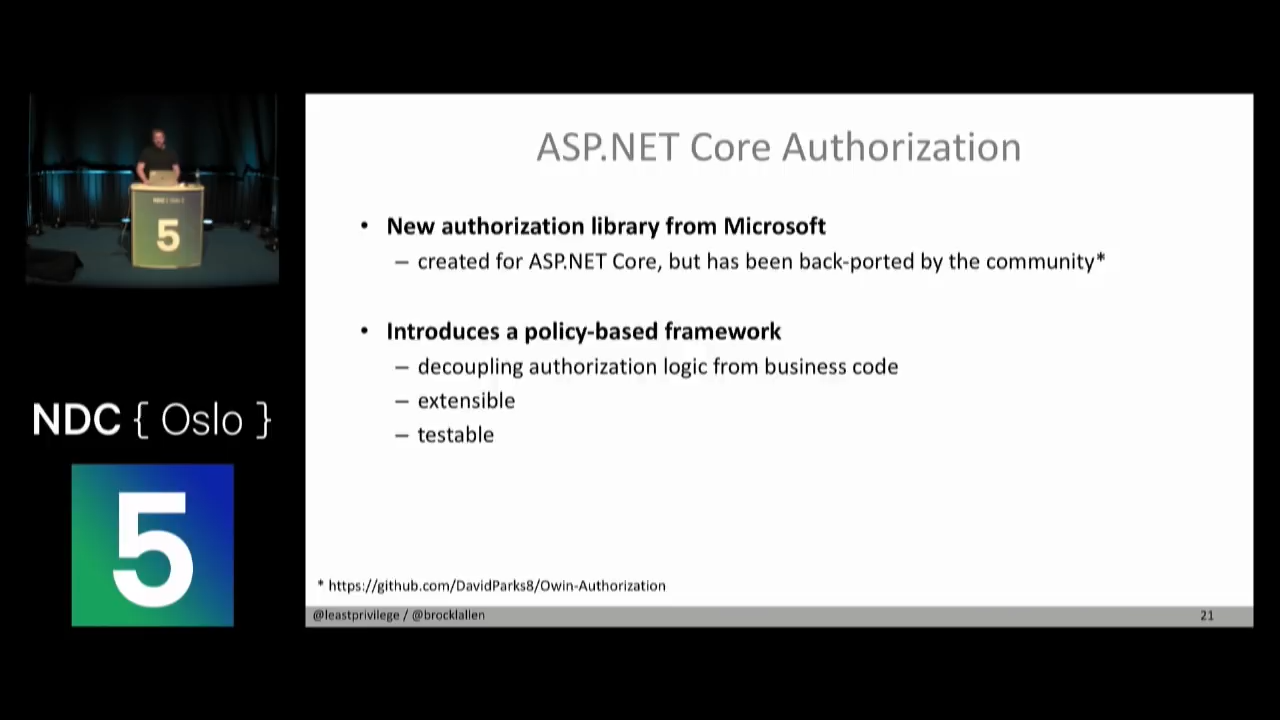 ASP.NET Core Authorization
• New authorization library from Microsoft
– created for ASP.NET Core, but has been back-ported by the community*
• Introduces a policy-based framework
– decoupling authorization logic from business code
– extensible
– testable
* https://github.com/DavidParks8/Owin-Authorization
@leastprivilege / @brocklallen
21
5
NDC { Oslo }
5